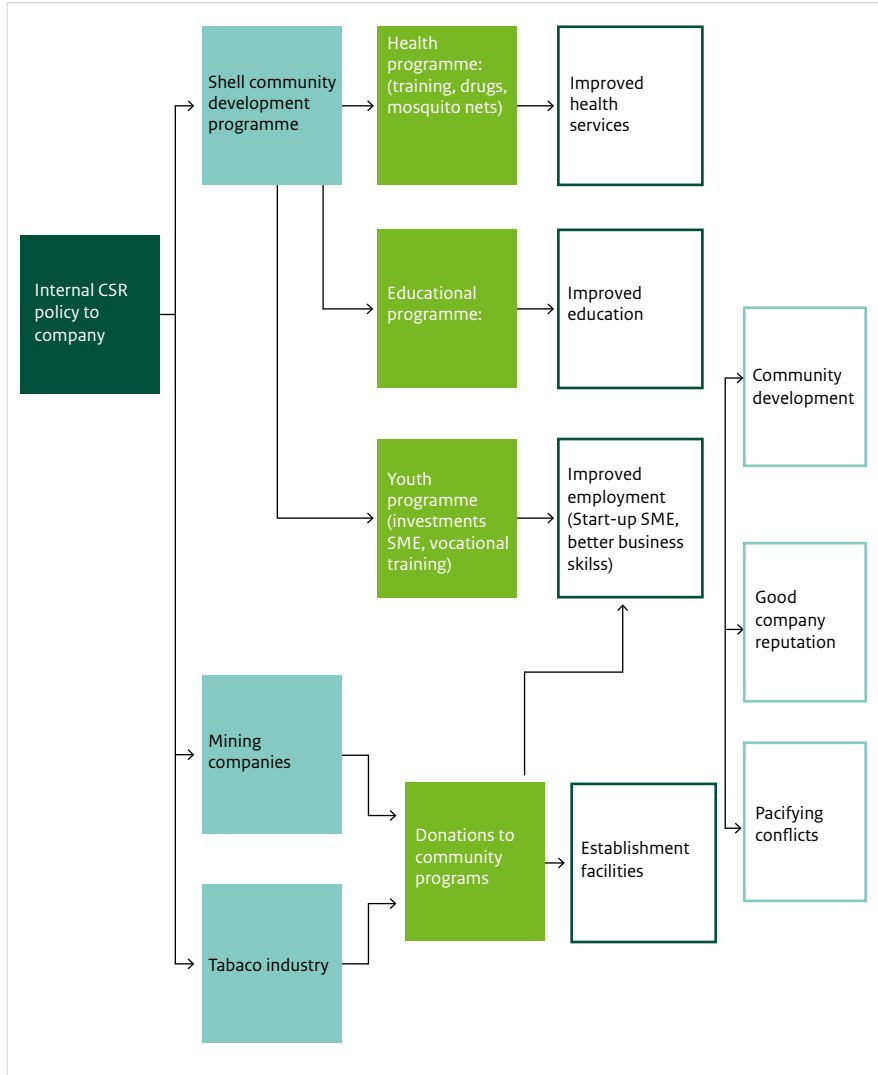 Shell community
development
programme
Health
programme:
(training, drugs,
mosquito nets)
Improved
health
services
Internal CSR
policy to
company
Educational
programme:
Improved
education
Community
development
Youth
programme
(investments
SME, vocational
training)
Improved
employment
(Start-up SME,
better business
skilss)
Good
company
reputation
Mining
companies
Donations to
community
programs
Establishment
facilities
Pacifying
conflicts
Tabaco industry